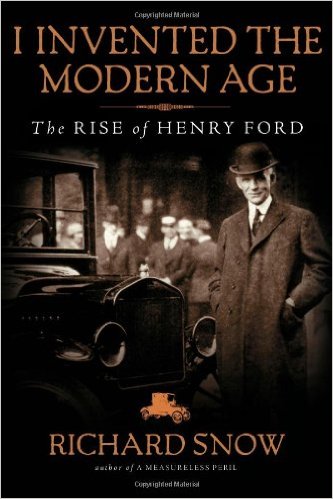 I INVENTED THE
MODERN AGE
The RISE of HENRY FORD
RICHARD SNOW
author of A MEASURELESS PERIL